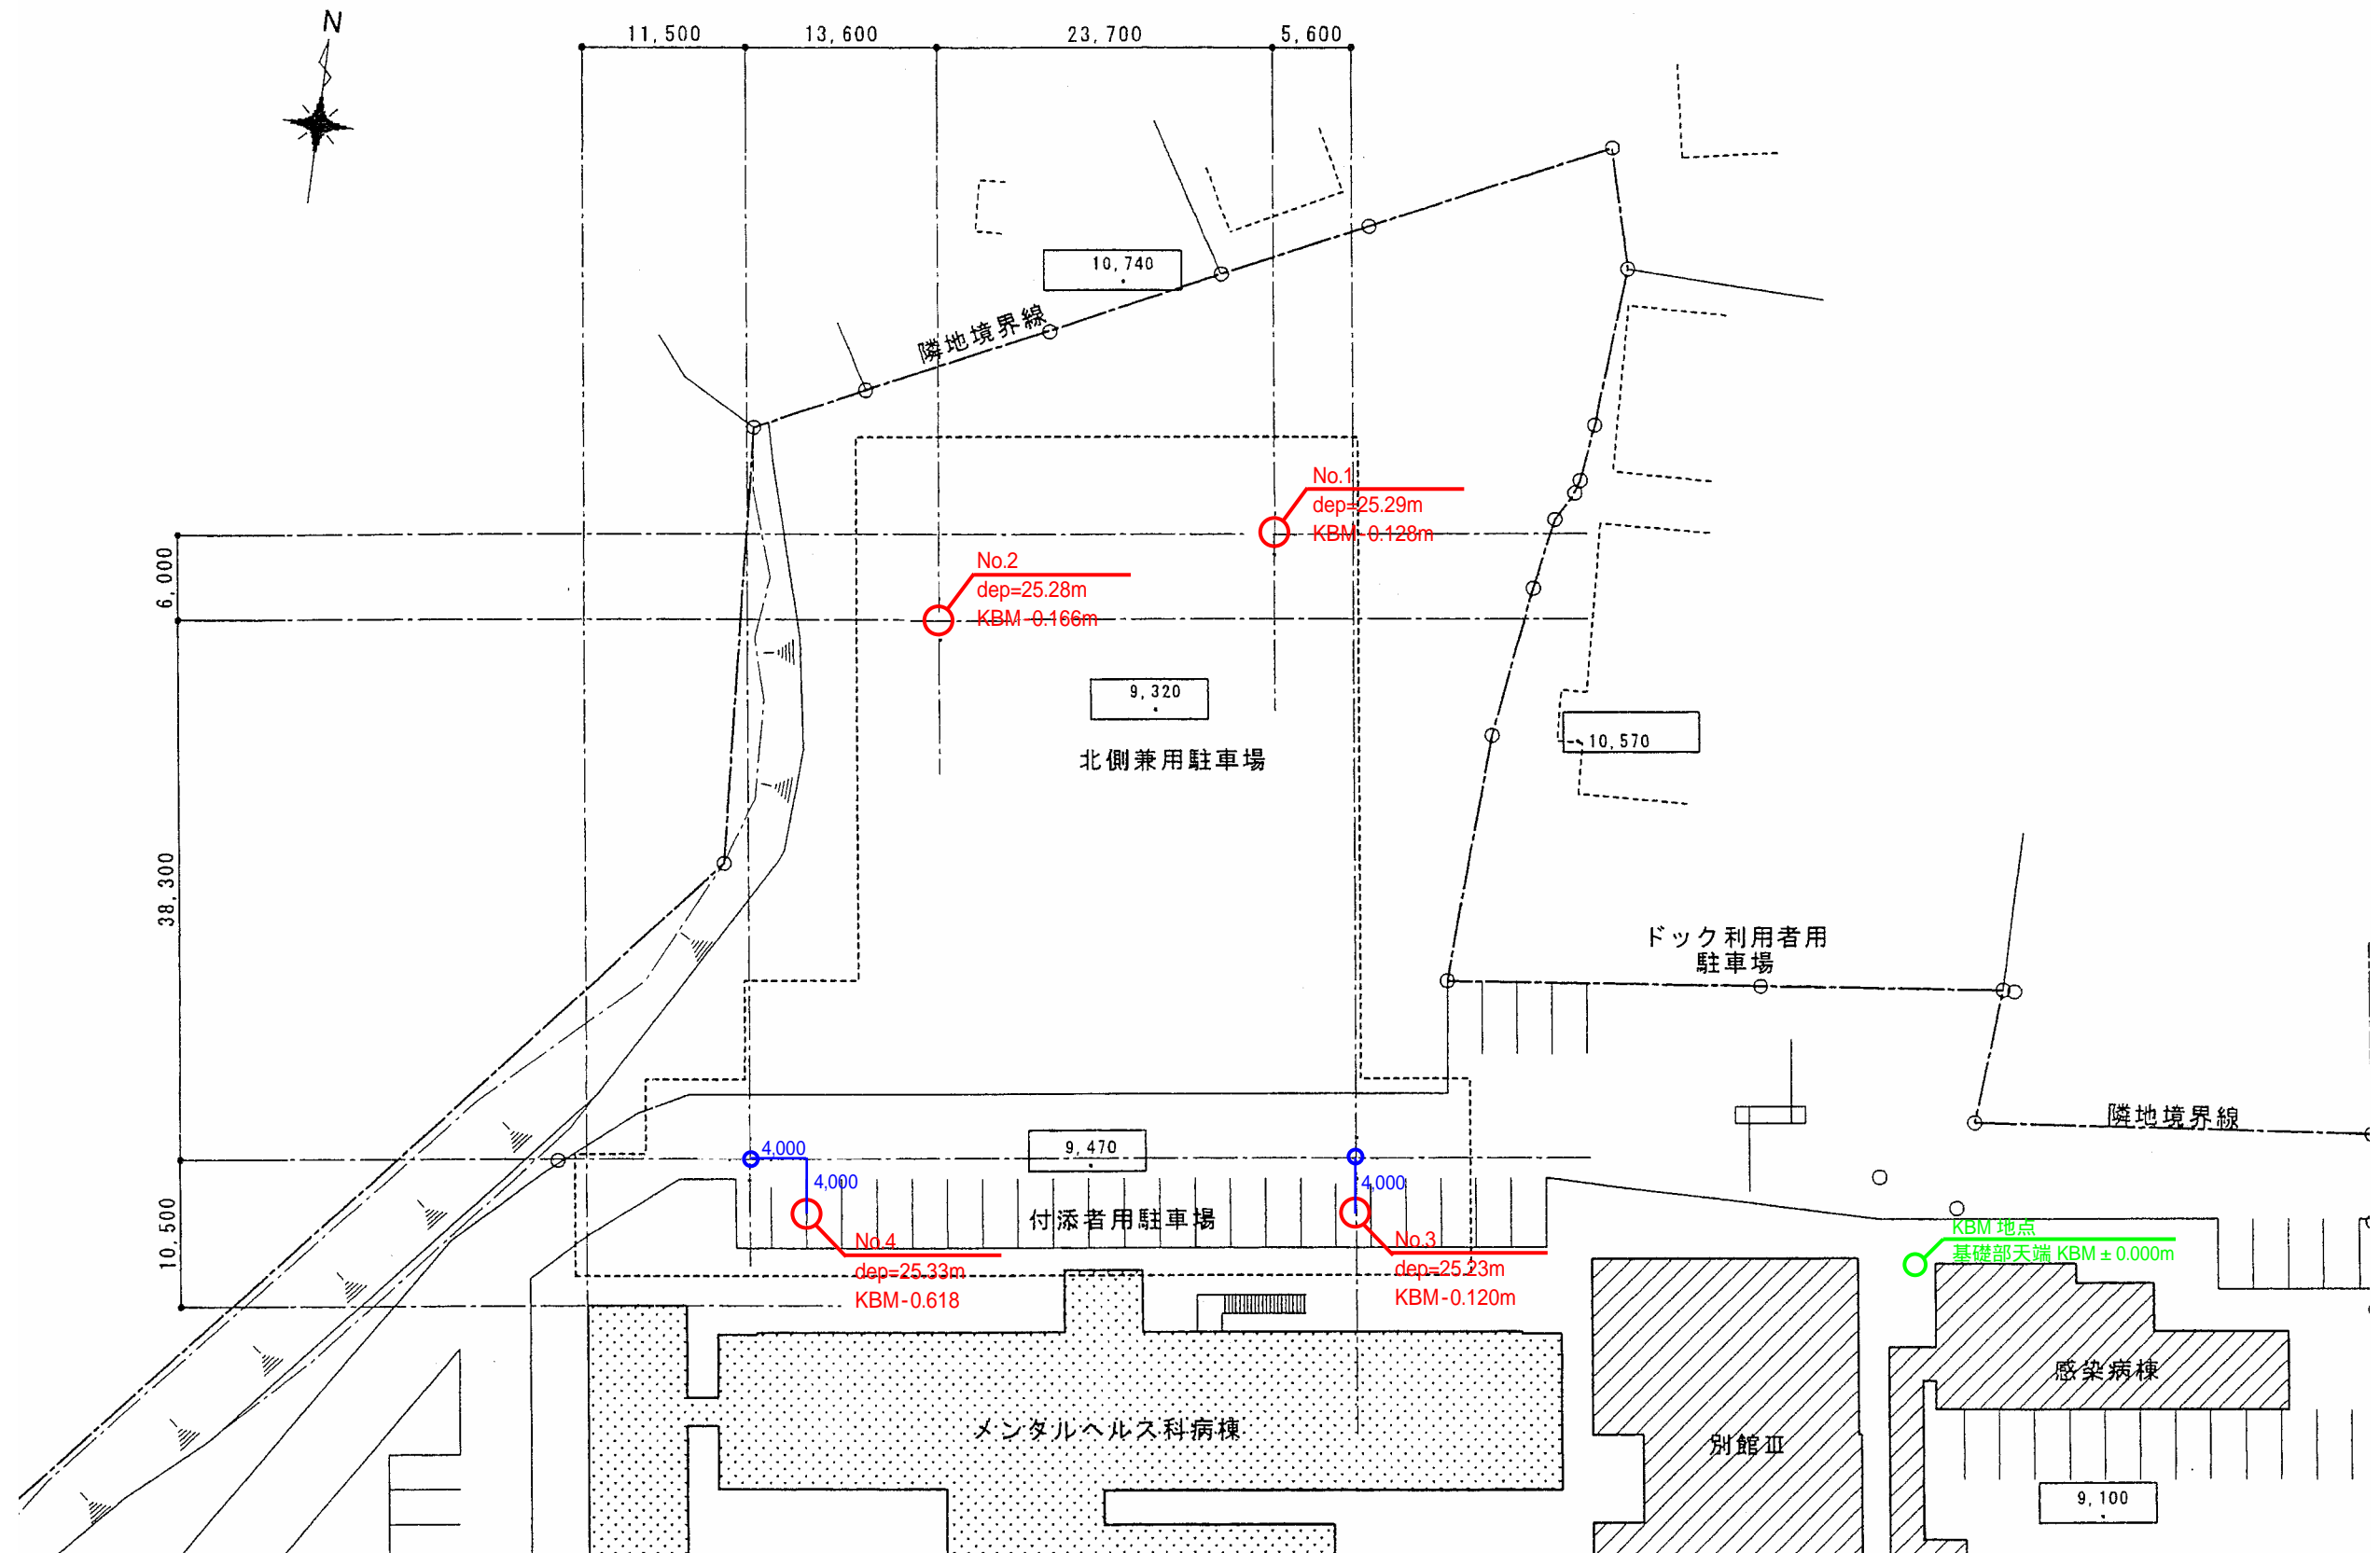 N
11,500
13,600
23,700
5,600
10,740
隣地境界線
No.1
dep=25.29m
KBM-0.128m
6,000
No.2
dep=25.28m
KBM-0.166m
9,320
10,570
北側兼用駐車場
38,300
ドック利用者用
駐車場
隣地境界線
4,000
4,000
9,470
4,000
10,500
付添者用駐車場
No.4
dep=25.33m
KBM-0.618
No.3
dep=25.23m
KBM-0.120m
KBM 地点
基礎部天端 KBM±0.000m
メンタルヘルス科病棟
別館Ⅲ
感染病棟
9,100